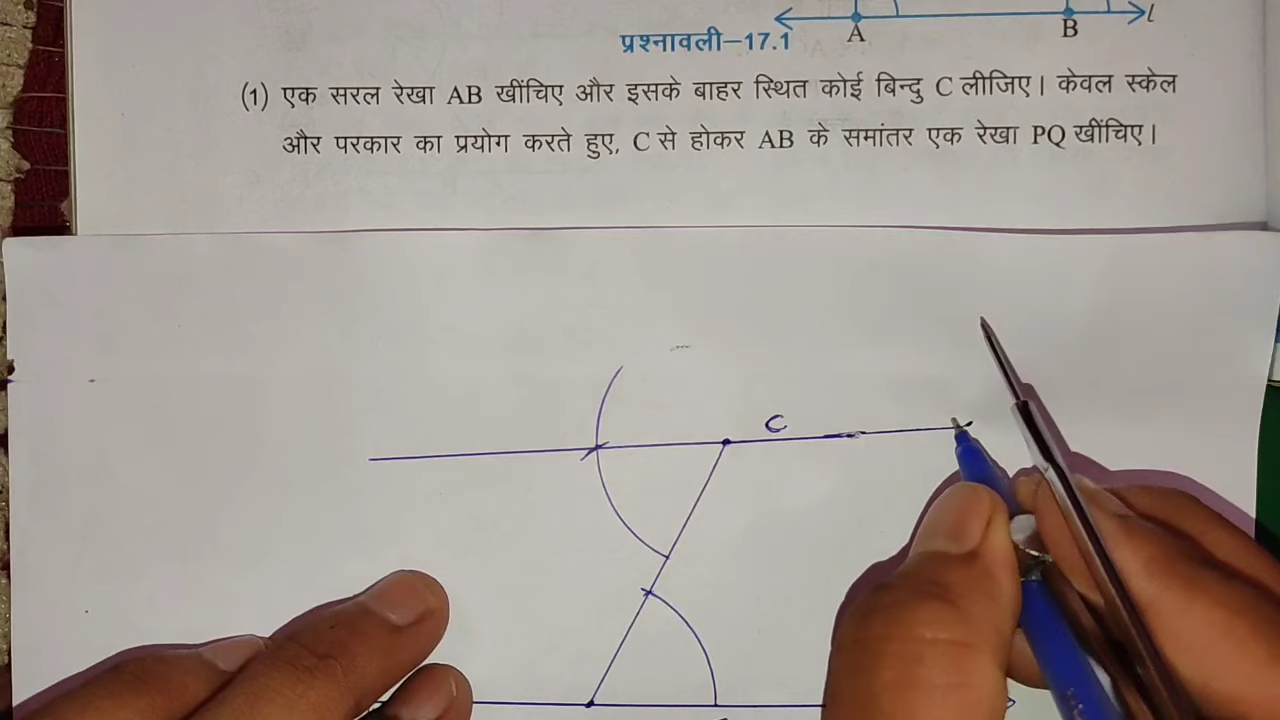 l
A
B
प्रश्नावली–17.1
(1) एक सरल रेखा AB खींचिए और इसके बाहर स्थित कोई बिन्दु C लीजिए। केवल स्केल
और परकार का प्रयोग करते हुए, C से होकर AB के समांतर एक रेखा PQ खींचिए।
C